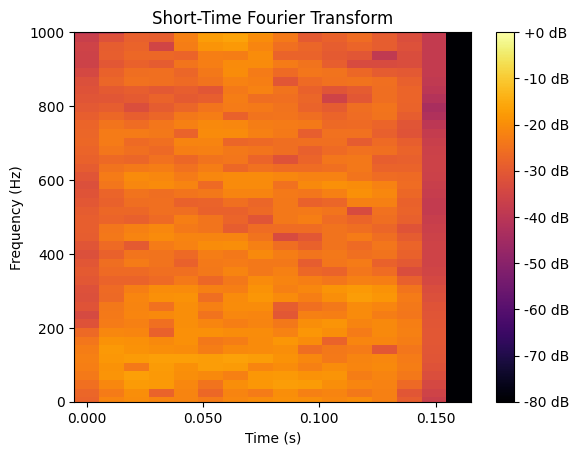 Short-Time Fourier Transform
Frequency (Hz)
1000
800
600
400
200
0
0.000
0.050
0.100
0.150
Time (s)
+0 dB
-10 dB
-20 dB
-30 dB
-40 dB
-50 dB
-60 dB
-70 dB
-80 dB